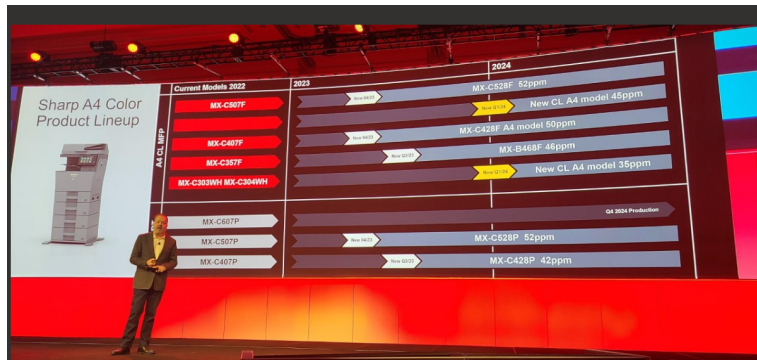 Sharp A4 Color
Product Lineup
A4 CL MFP
Current Models 2022
2023
2024
MX-C507F
New 04/23
MX-C528F 52ppm
New Q1/24
New CL A4 model 45ppm
MX-C407F
New 04/23
MX-C428F A4 model 50ppm
MX-C357F
New Q3/23
MX-B468F 46ppm
MX-C303WH MX-C304WH
New Q1/24
New CL A4 model 35ppm
MX-C607P
Q4 2024 Production
MX-C507P
New 04/23
MX-C528P 52ppm
MX-C407P
New Q3/23
MX-C428P 42ppm